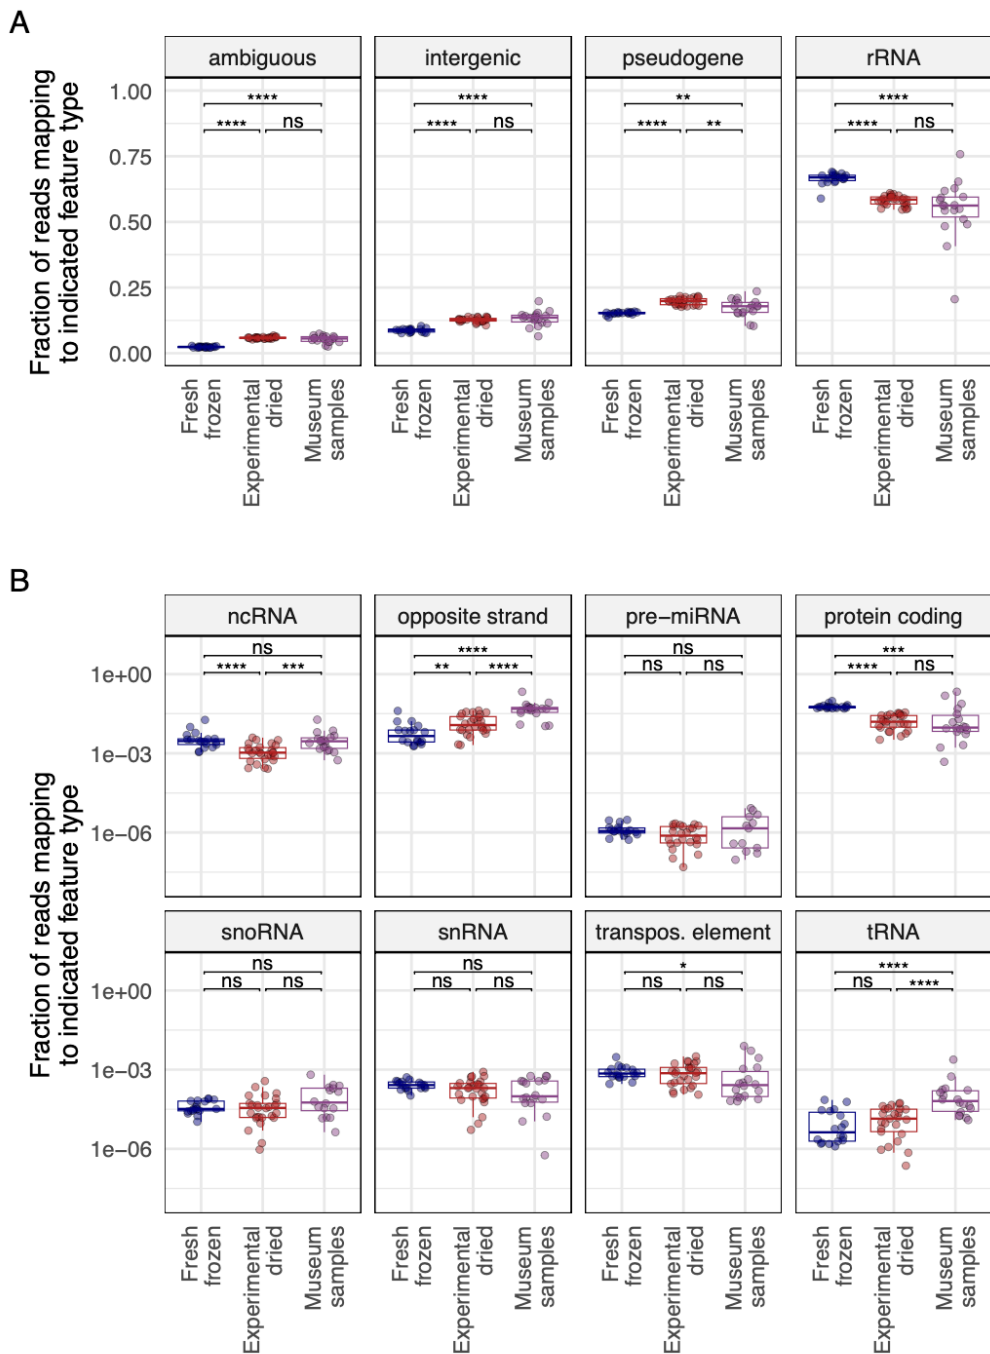 A
ambiguous intergenic pseudogene rRNA
Fraction of reads mapping
to indicated feature type
1.00
0.75
0.50
0.25
0.00
**** **** ** ****
**** ns **** ns **** ** **** ns
Fresh frozen Experimental dried Museum samples Fresh frozen Experimental dried Museum samples Fresh frozen Experimental dried Museum samples Fresh frozen Experimental dried Museum samples
B
ncRNA opposite strand pre−miRNA protein coding
Fraction of reads mapping
to indicated feature type
1e+00
1e−03
1e−06
ns **** ns ***
**** *** ** **** ns ns **** ns
snoRNA snRNA transpos. element tRNA
1e+00
1e−03
1e−06
ns ns * ****
ns ns ns ns ns ns ns ****
Fresh frozen Experimental dried Museum samples Fresh frozen Experimental dried Museum samples Fresh frozen Experimental dried Museum samples Fresh frozen Experimental dried Museum samples